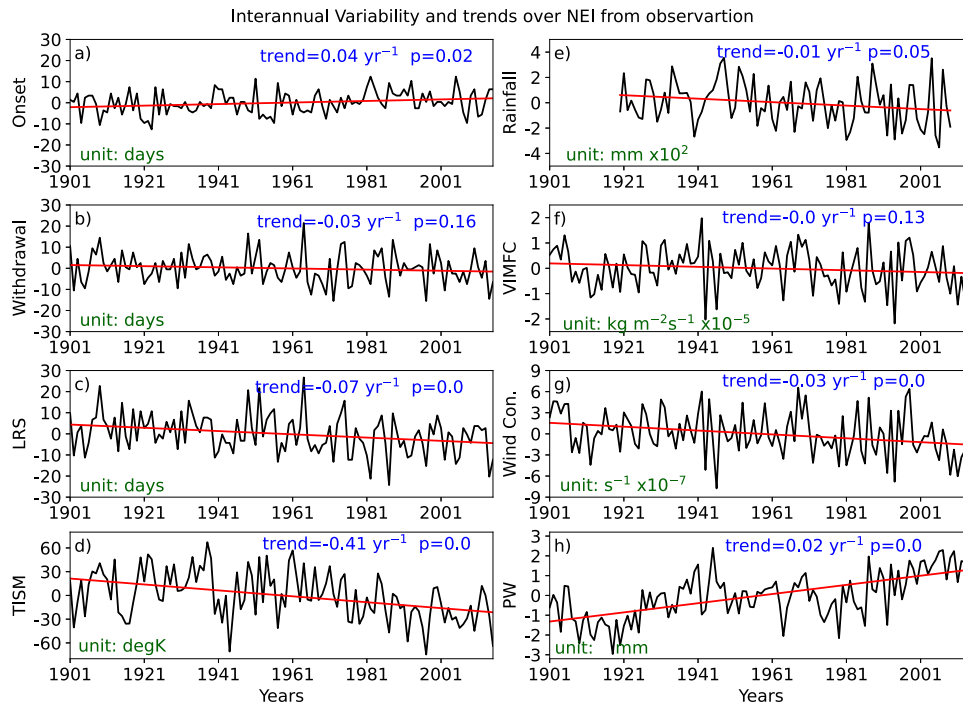 Interannual Variability and trends over NEI from observartion
a)
trend=0.04 yr⁻¹ p=0.02
Onset
30
20
10
0
-10
-20
-30
unit: days
1901 1921 1941 1961 1981 2001
b)
trend=-0.03 yr⁻¹ p=0.16
Withdrawal
30
20
10
0
-10
-20
-30
unit: days
1901 1921 1941 1961 1981 2001
c)
trend=-0.07 yr⁻¹ p=0.0
LRS
30
20
10
0
-10
-20
-30
unit: days
1901 1921 1941 1961 1981 2001
d)
trend=-0.41 yr⁻¹ p=0.0
TISM
60
30
0
-30
-60
unit: degK
1901 1921 1941 1961 1981 2001
Years
e)
trend=-0.01 yr⁻¹ p=0.05
Rainfall
4
2
0
-2
-4
unit: mm x10²
1901 1921 1941 1961 1981 2001
f)
trend=-0.0 yr⁻¹ p=0.13
VIMFC
2
1
0
-1
-2
unit: kg m⁻²s⁻¹ x10⁻⁵
1901 1921 1941 1961 1981 2001
g)
trend=-0.03 yr⁻¹ p=0.0
Wind Con.
9
6
3
0
-3
-6
-9
unit: s⁻¹ x10⁻⁷
1901 1921 1941 1961 1981 2001
h)
trend=0.02 yr⁻¹ p=0.0
PW
3
2
1
0
-1
-2
-3
unit: mm
1901 1921 1941 1961 1981 2001
Years